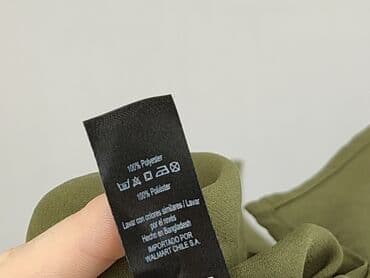 100% Polyester
100% Poliéster
Lavar con colores similares / Lavar
por el revés
Hecho en Bangladesh
IMPORTADO POR
WALMART CHILE S.A.